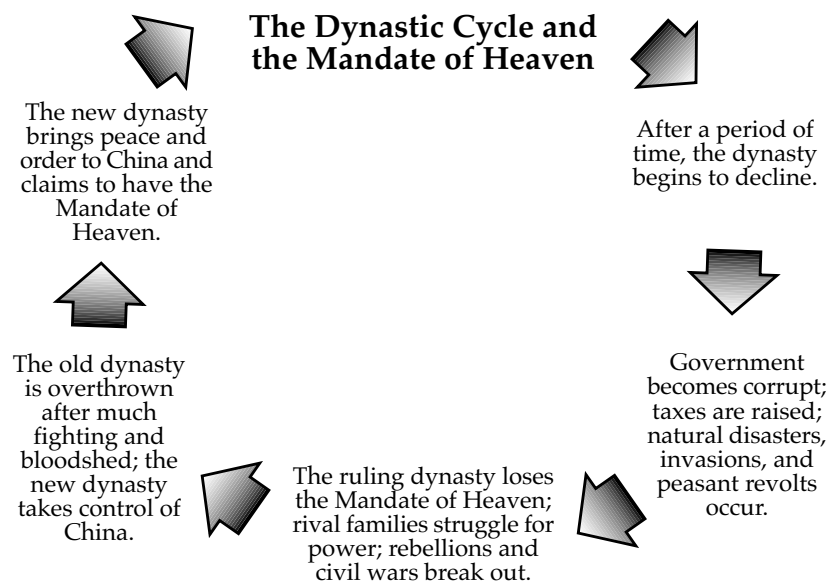 The Dynastic Cycle and
the Mandate of Heaven
After a period of
time, the dynasty
begins to decline.
Government
becomes corrupt;
taxes are raised;
natural disasters,
invasions, and
peasant revolts
occur.
The ruling dynasty loses
the Mandate of Heaven;
rival families struggle for
power; rebellions and
civil wars break out.
The old dynasty
is overthrown
after much
fighting and
bloodshed; the
new dynasty
takes control of
China.
The new dynasty
brings peace and
order to China and
claims to have the
Mandate of
Heaven.